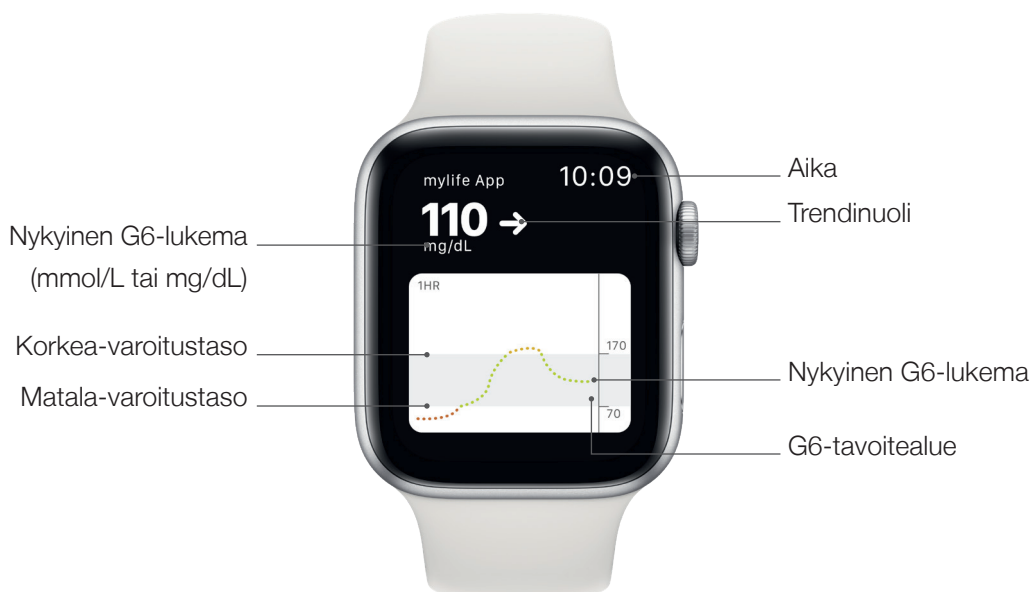 mylife App
10:09
110
mg/dL
1HR
170
70
Nykyinen G6-lukema
(mmol/L tai mg/dL)
Korkea-varoitustaso
Matala-varoitustaso
Aika
Trendinuoli
Nykyinen G6-lukema
G6-tavoitealue